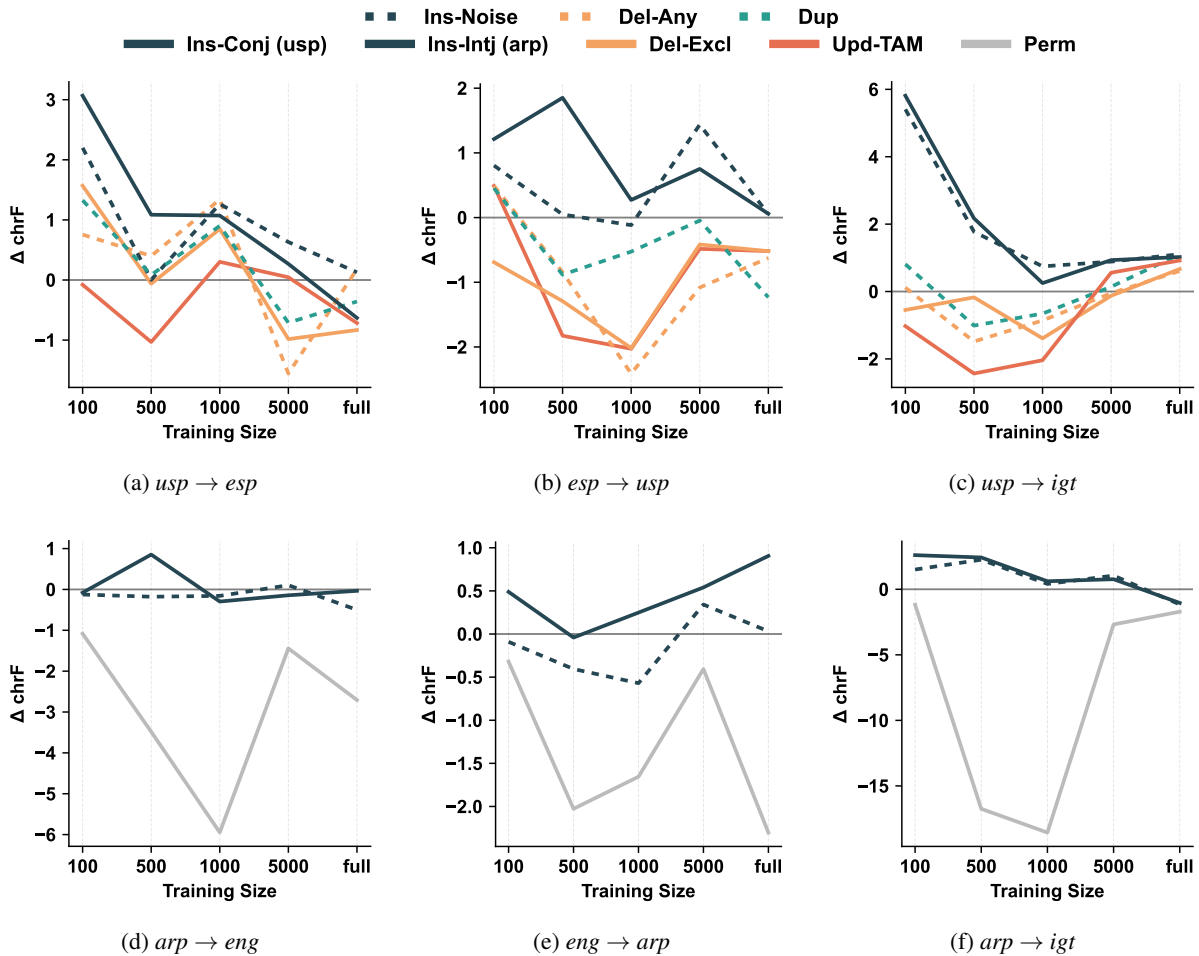 Ins-Noise Del-Any Dup
Ins-Conj (usp) Ins-Intj (arp) Del-Excl Upd-TAM Perm
Δ chrF
3
2
1
0
−1
100 500 1000 5000 full
Training Size
(a) usp → esp
Δ chrF
2
1
0
−1
−2
100 500 1000 5000 full
Training Size
(b) esp → usp
Δ chrF
6
4
2
0
−2
100 500 1000 5000 full
Training Size
(c) usp → igt
Δ chrF
1
0
−1
−2
−3
−4
−5
−6
100 500 1000 5000 full
Training Size
(d) arp → eng
Δ chrF
1.0
0.5
0.0
−0.5
−1.0
−1.5
−2.0
100 500 1000 5000 full
Training Size
(e) eng → arp
Δ chrF
0
−5
−10
−15
100 500 1000 5000 full
Training Size
(f) arp → igt